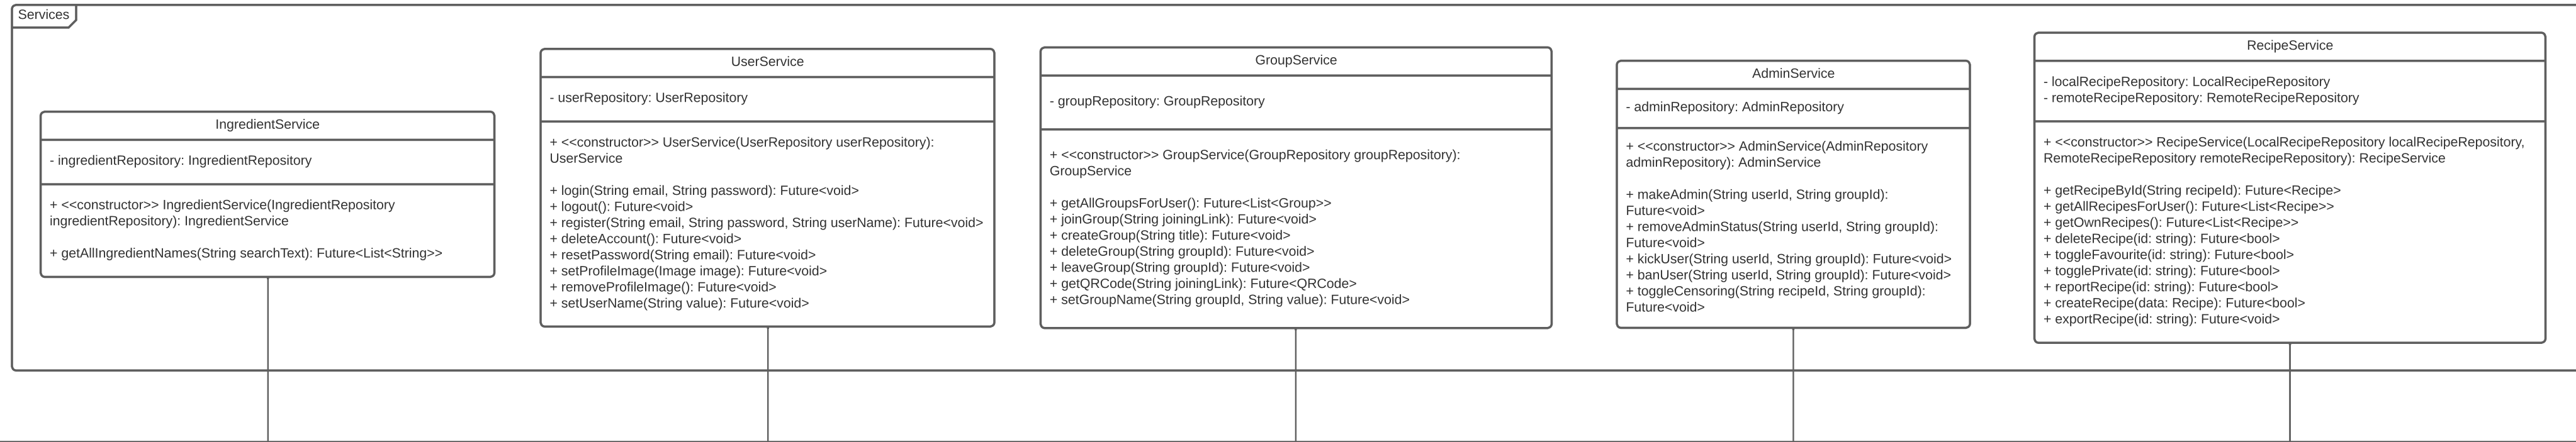 Services
IngredientService
- ingredientRepository: IngredientRepository
+ <<constructor>> IngredientService(IngredientRepository
ingredientRepository): IngredientService
+ getAllIngredientNames(String searchText): Future<List<String>>
UserService
- userRepository: UserRepository
+ <<constructor>> UserService(UserRepository userRepository):
UserService
+ login(String email, String password): Future<void>
+ logout(): Future<void>
+ register(String email, String password, String userName): Future<void>
+ deleteAccount(): Future<void>
+ resetPassword(String email): Future<void>
+ setProfileImage(Image image): Future<void>
+ removeProfileImage(): Future<void>
+ setUserName(String value): Future<void>
GroupService
- groupRepository: GroupRepository
+ <<constructor>> GroupService(GroupRepository groupRepository):
GroupService
+ getAllGroupsForUser(): Future<List<Group>>
+ joinGroup(String joiningLink): Future<void>
+ createGroup(String title): Future<void>
+ deleteGroup(String groupId): Future<void>
+ leaveGroup(String groupId): Future<void>
+ getQRCode(String joiningLink): Future<QRCode>
+ setGroupName(String groupId, String value): Future<void>
AdminService
- adminRepository: AdminRepository
+ <<constructor>> AdminService(AdminRepository
adminRepository): AdminService
+ makeAdmin(String userId, String groupId):
Future<void>
+ removeAdminStatus(String userId, String groupId):
Future<void>
+ kickUser(String userId, String groupId): Future<void>
+ banUser(String userId, String groupId): Future<void>
+ toggleCensoring(String recipeId, String groupId):
Future<void>
RecipeService
- localRecipeRepository: LocalRecipeRepository
- remoteRecipeRepository: RemoteRecipeRepository
+ <<constructor>> RecipeService(LocalRecipeRepository localRecipeRepository,
RemoteRecipeRepository remoteRecipeRepository): RecipeService
+ getRecipeById(String recipeId): Future<Recipe>
+ getAllRecipesForUser(): Future<List<Recipe>>
+ getOwnRecipes(): Future<List<Recipe>>
+ deleteRecipe(id: string): Future<bool>
+ toggleFavourite(id: string): Future<bool>
+ togglePrivate(id: string): Future<bool>
+ reportRecipe(id: string): Future<bool>
+ createRecipe(data: Recipe): Future<bool>
+ exportRecipe(id: string): Future<void>